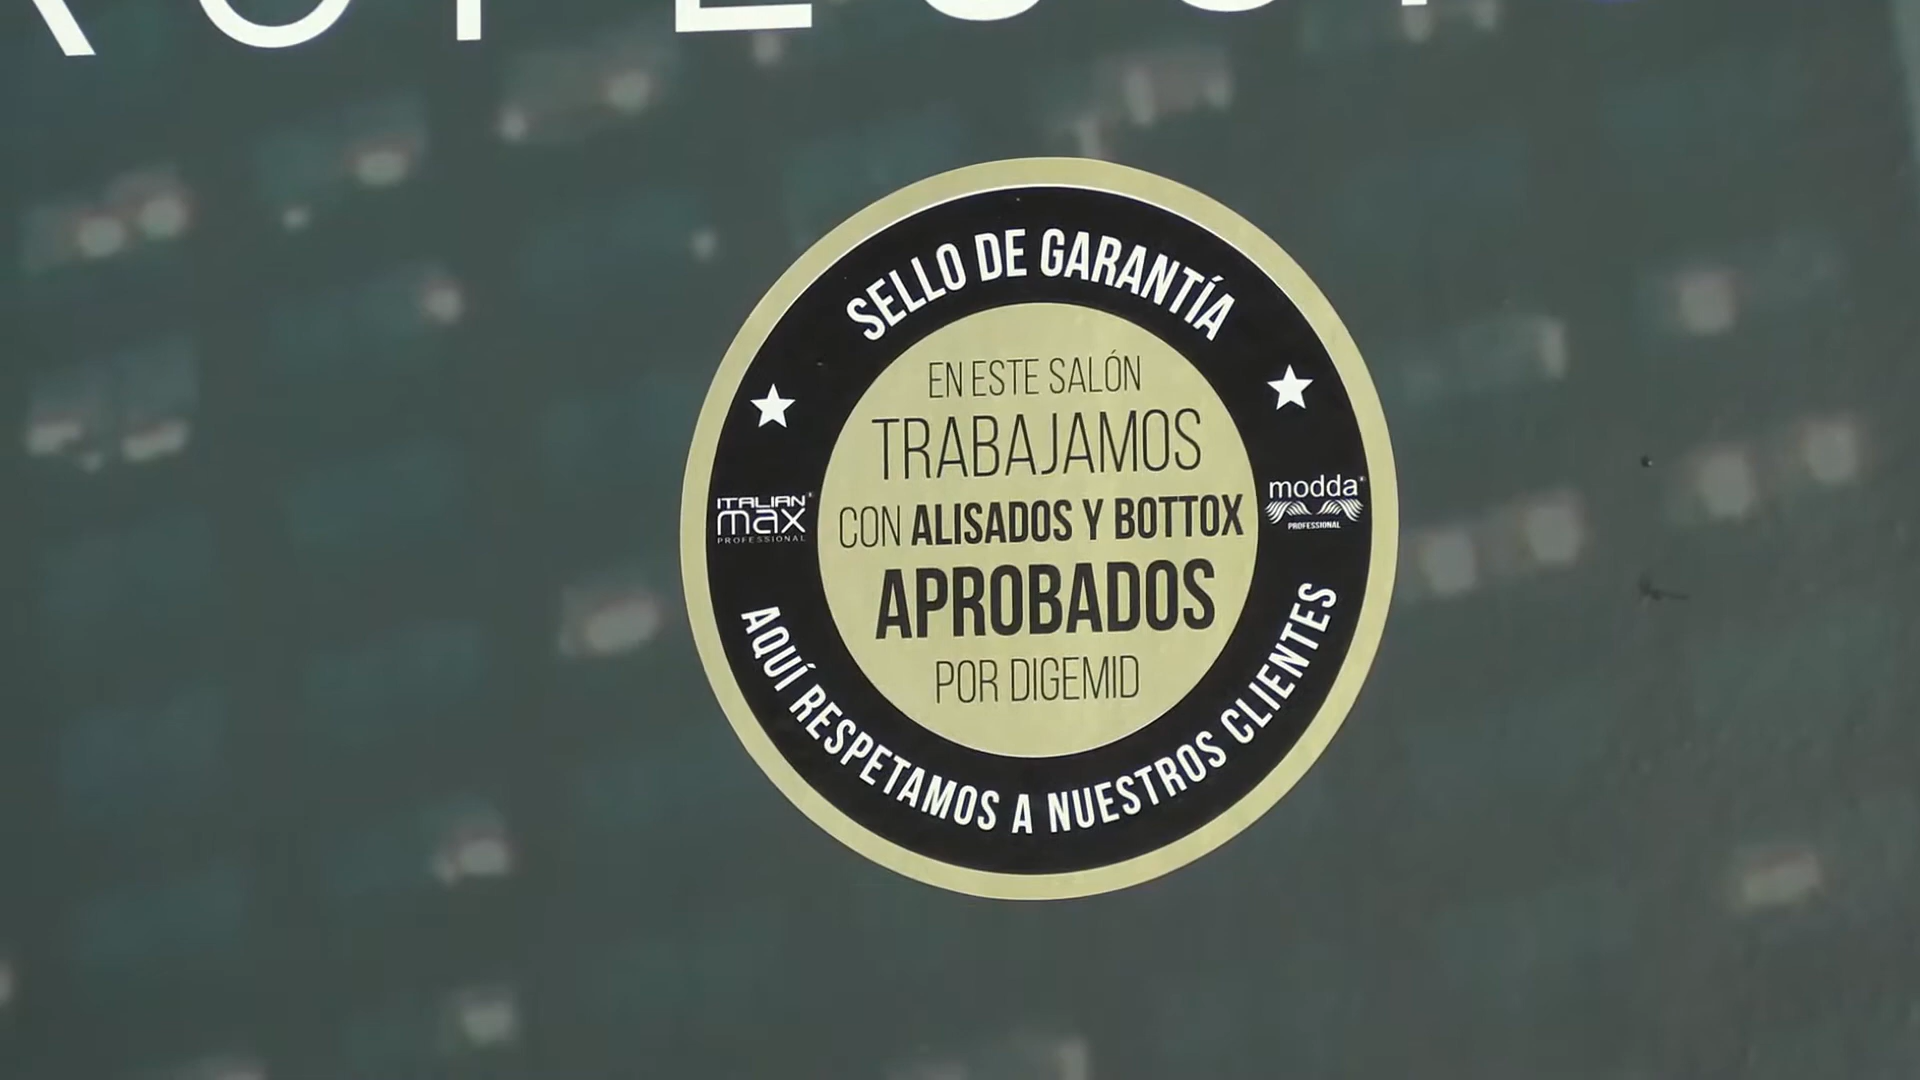 SELLO DE GARANTÍA
EN ESTE SALÓN
TRABAJAMOS
CON ALISADOS Y BOTTOX
APROBADOS
POR DIGEMID
ITALIAN
max
PROFESSIONAL
modda
PROFESSIONAL
AQUÍ RESPETAMOS A NUESTROS CLIENTES